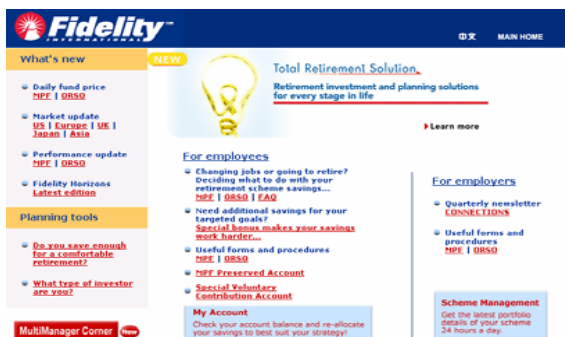 Fidelity™
INTERNATIONAL
中文 MAIN HOME
What's new
Daily fund price
MPF | ORSO
Market update
US | Europe | UK |
Japan | Asia
Performance update
MPF | ORSO
Fidelity Horizons
Latest edition
Planning tools
Do you save enough
for a comfortable
retirement?
What type of investor
are you?
MultiManager Corner New
NEW
Total Retirement Solution
Retirement investment and planning solutions
for every stage in life
Learn more
For employees
Changing jobs or going to retire?
Deciding what to do with your
retirement scheme savings...
MPF | ORSO | FAQ
Need additional savings for your
targeted goals?
Special bonus makes your savings
work harder...
Useful forms and procedures
MPF | ORSO
MPF Preserved Account
Special Voluntary
Contribution Account
My Account
Check your account balance and re-allocate
your savings to best suit your strategy!
For employers
Quarterly newsletter
CONNECTIONS
Useful forms and
procedures
MPF | ORSO
Scheme Management
Get the latest portfolio
details of your scheme
24 hours a day.